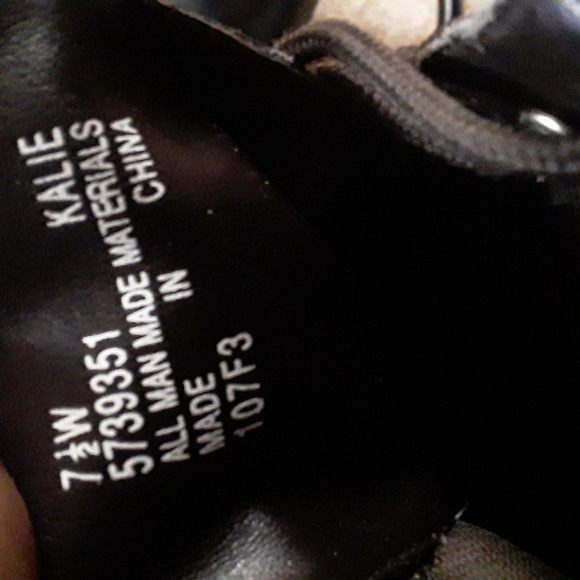 7½W KALIE
5739351
ALL MAN MADE MATERIALS
MADE IN CHINA
107F3